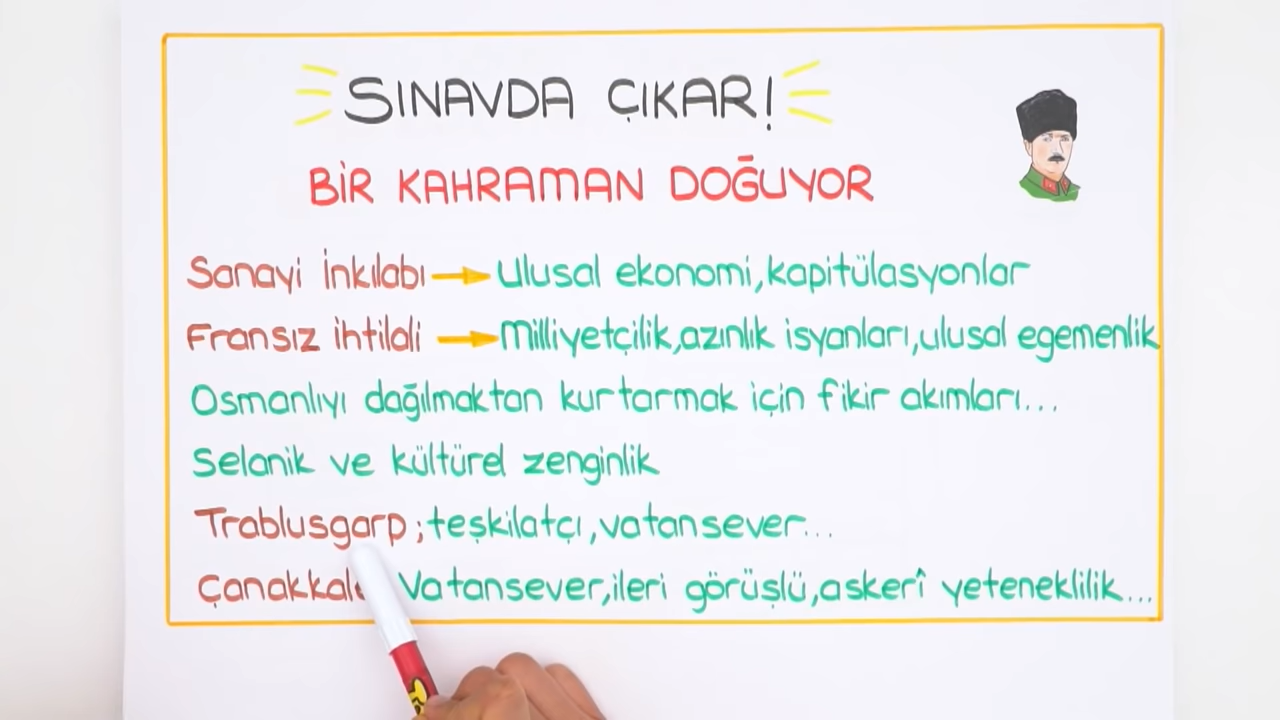 SINAVDA ÇIKAR!
BİR KAHRAMAN DOĞUYOR
Sanayi İnkılabı → Ulusal ekonomi,kapitülasyonlar
Fransız ihtilali → Milliyetçilik,azınlık isyanları,ulusal egemenlik
Osmanlıyı dağılmaktan kurtarmak için fikir akımları...
Selanik ve kültürel zenginlik
Trablusgarp;teşkilatçı,vatansever...
Çanakkale Vatansever,ileri görüşlü,askerî yeteneklilik...